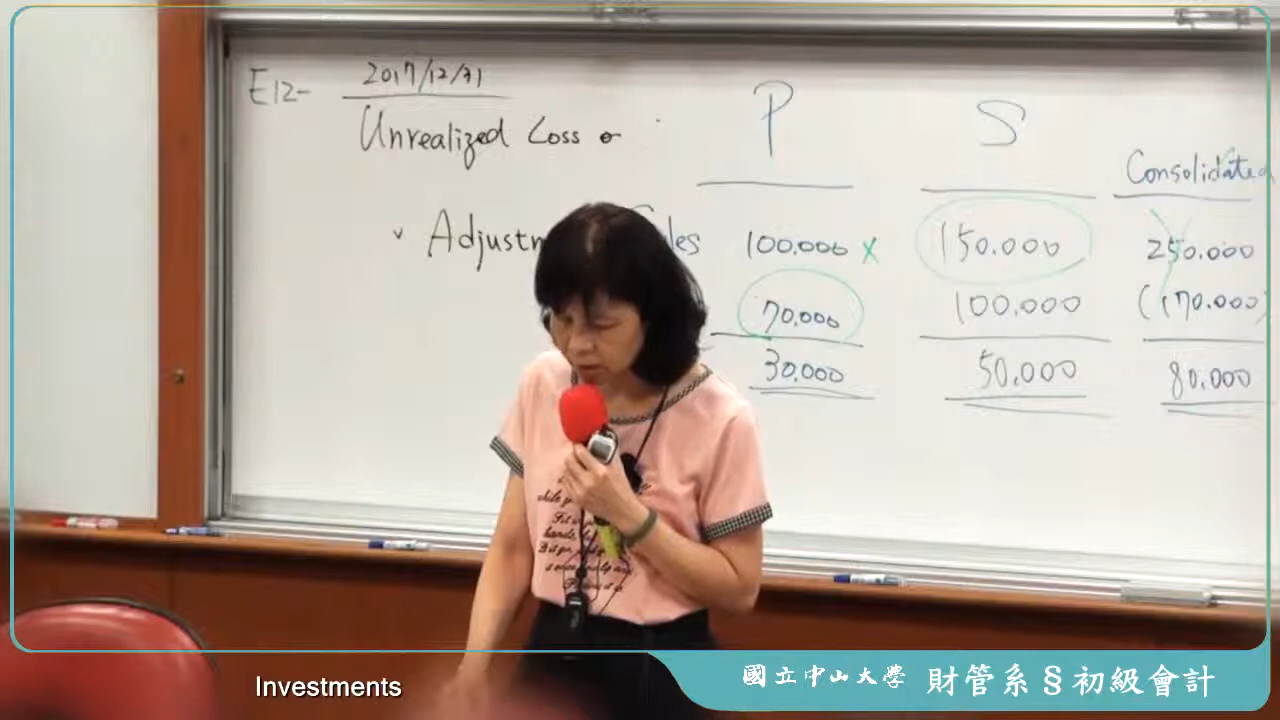 E12-
2017/12/31
Unrealized Loss or
P
S
Consolidated
v Adjustm les 100.000 x 150.000 250.000
70.000 100.000 (170.000)
30,000 50.000 80.000
Investments
國立中山大學 財管系§初級會計